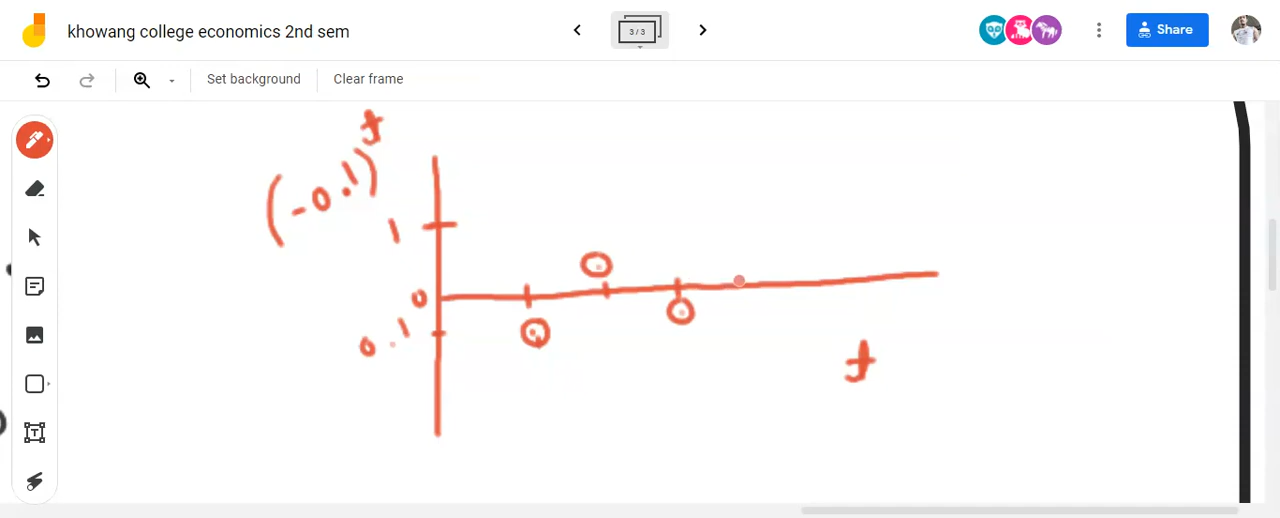 khowang college economics 2nd sem
3 / 3
Share
Set background
Clear frame
(-0.1)^t
1
0
0.1
t